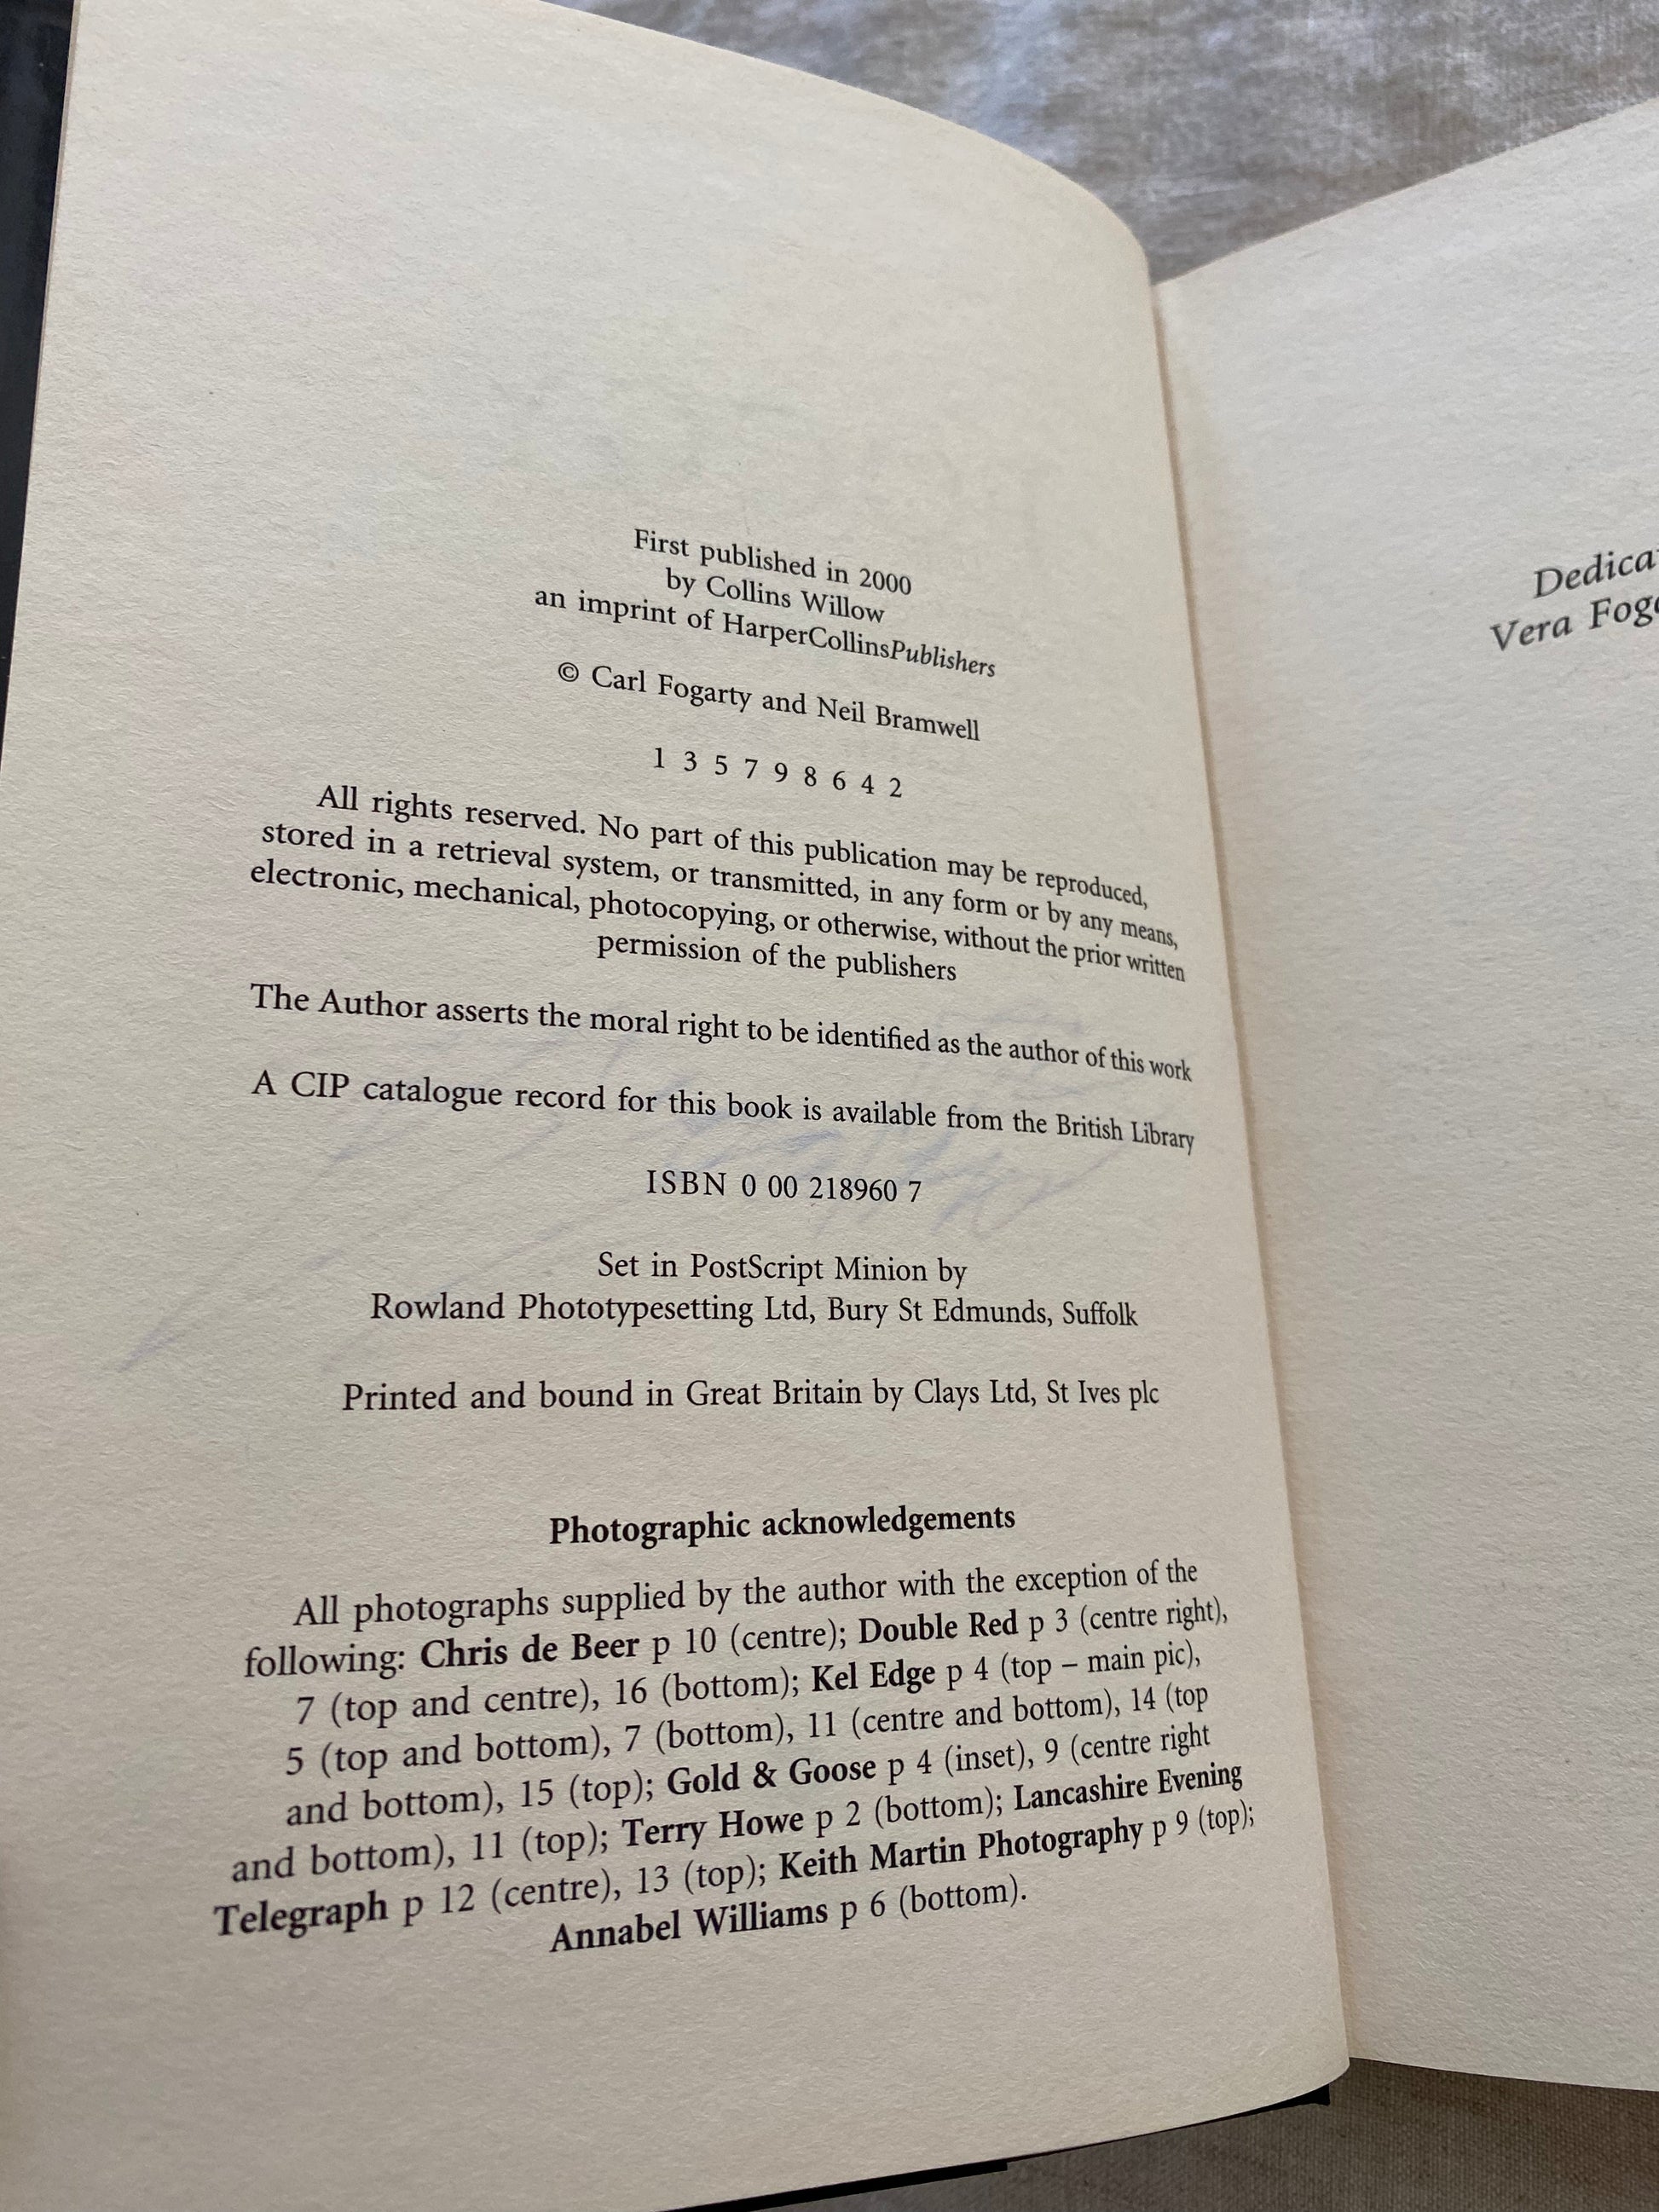 First published in 2000
by Collins Willow
an imprint of HarperCollinsPublishers
© Carl Fogarty and Neil Bramwell
1 3 5 7 9 8 6 4 2
All rights reserved. No part of this publication may be reproduced,
stored in a retrieval system, or transmitted, in any form or by any means,
electronic, mechanical, photocopying, or otherwise, without the prior written
permission of the publishers
The Author asserts the moral right to be identified as the author of this work
A CIP catalogue record for this book is available from the British Library
ISBN 0 00 218960 7
Set in PostScript Minion by
Rowland Phototypesetting Ltd, Bury St Edmunds, Suffolk
Printed and bound in Great Britain by Clays Ltd, St Ives plc
Photographic acknowledgements
All photographs supplied by the author with the exception of the
following: Chris de Beer p 10 (centre); Double Red p 3 (centre right),
7 (top and centre), 16 (bottom); Kel Edge p 4 (top – main pic),
5 (top and bottom), 7 (bottom), 11 (centre and bottom), 14 (top
and bottom), 15 (top); Gold & Goose p 4 (inset), 9 (centre right
and bottom), 11 (top); Terry Howe p 2 (bottom); Lancashire Evening
Telegraph p 12 (centre), 13 (top); Keith Martin Photography p 9 (top);
Annabel Williams p 6 (bottom).
Vera